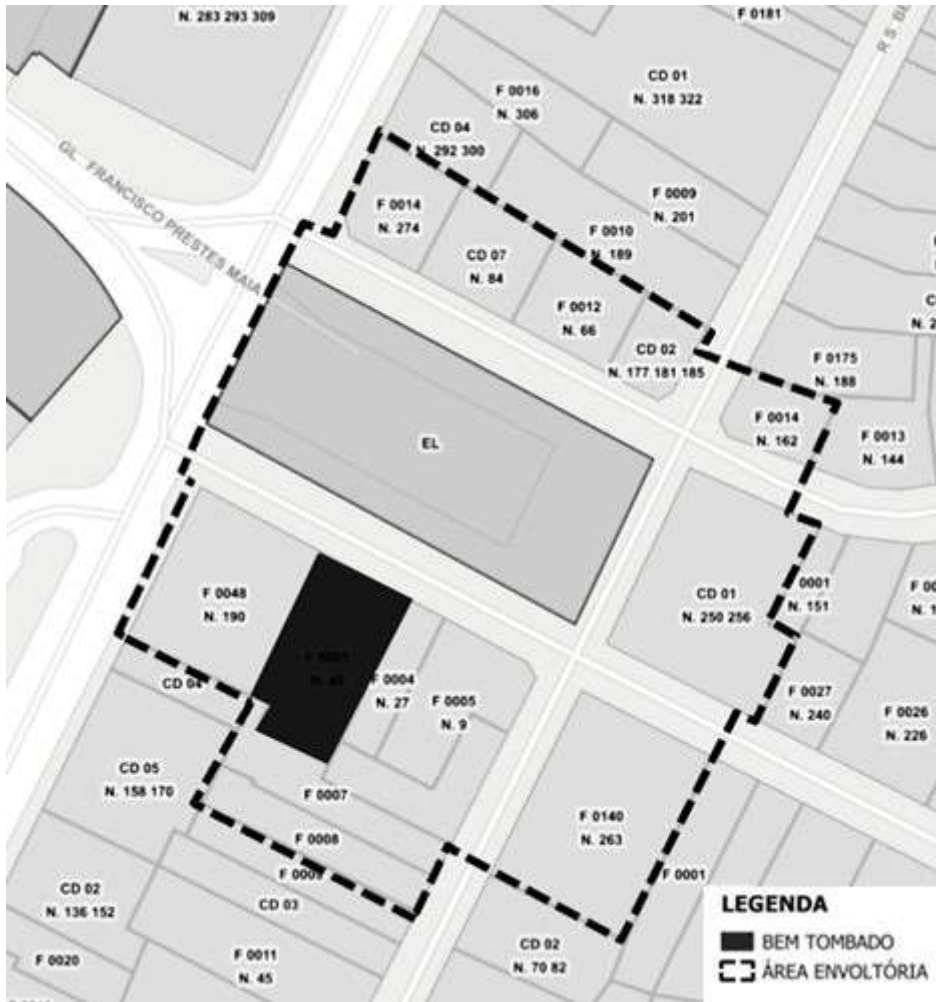 N. 283 293 309
F 0181
R S BE
CD 01
N. 318 322
F 0016
N. 306
CD 04
N. 292 300
GL FRANCISCO PRESTES MAIA
F 0009
N. 201
F 0014
N. 274
F 0010
N. 189
CD 07
N. 84
F 0012
N. 66
CD 02
N. 177 181 185
F 0175
N. 188
F 0014
N. 162
F 0013
N. 144
EL
F 0048
N. 190
CD 01
N. 250 256
0001
N. 151
F 0004
N. 27
F 0005
N. 9
CD 04
F 0027
N. 240
F 0026
N. 226
CD 05
N. 158 170
F 0007
F 0140
N. 263
F 0008
F 0009
F 0001
CD 02
N. 136 152
CD 03
F 0020
F 0011
N. 45
CD 02
N. 70 82
LEGENDA
BEM TOMBADO
ÁREA ENVOLTÓRIA